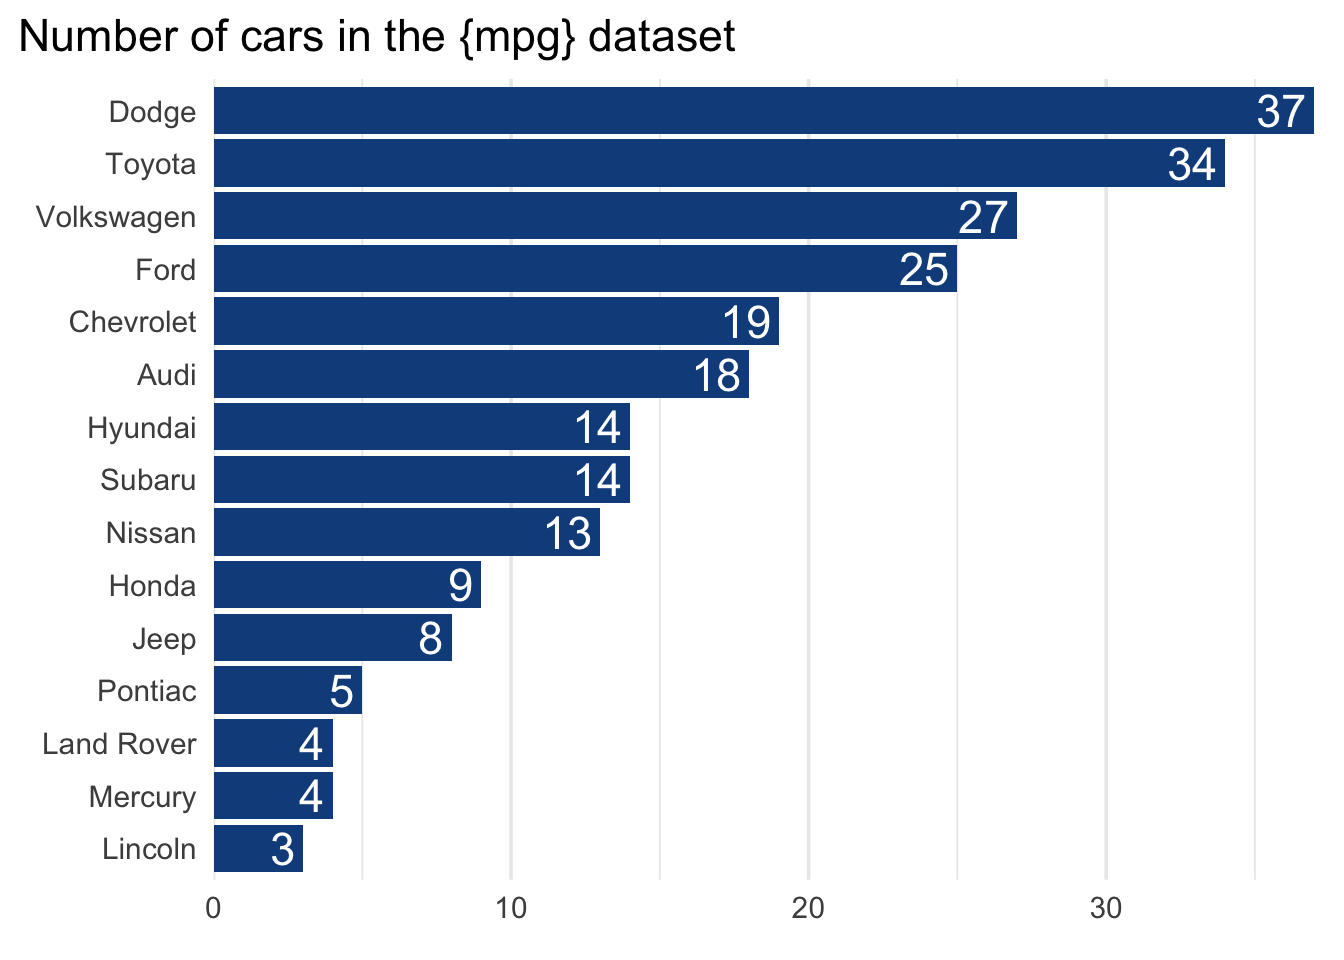 Number of cars in the {mpg} dataset
Dodge 37
Toyota 34
Volkswagen 27
Ford 25
Chevrolet 19
Audi 18
Hyundai 14
Subaru 14
Nissan 13
Honda 9
Jeep 8
Pontiac 5
Land Rover 4
Mercury 4
Lincoln 3
0 10 20 30